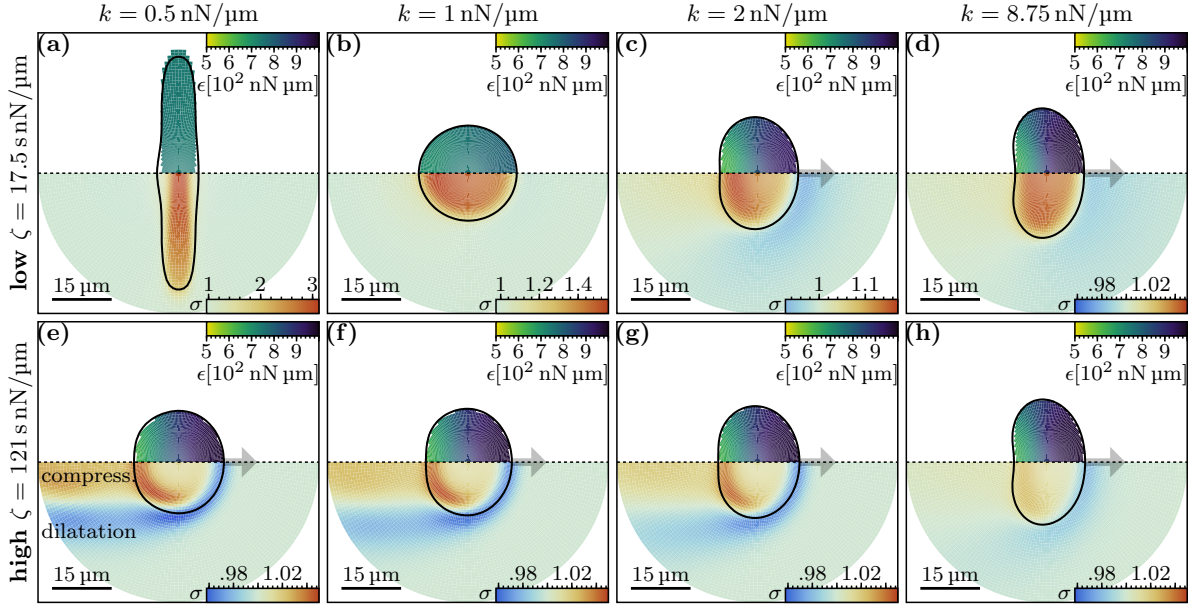 k = 0.5 nN/µm
k = 1 nN/µm
k = 2 nN/µm
k = 8.75 nN/µm
low ζ = 17.5 s nN/µm
(a)
5 6 7 8 9
ϵ[10² nN µm]
15 µm
σ
1 2 3
(b)
5 6 7 8 9
ϵ[10² nN µm]
15 µm
σ
1 1.2 1.4
(c)
5 6 7 8 9
ϵ[10² nN µm]
15 µm
σ
1 1.1
(d)
5 6 7 8 9
ϵ[10² nN µm]
15 µm
σ
.98 1.02
high ζ = 121 s nN/µm
(e)
5 6 7 8 9
ϵ[10² nN µm]
compress.
dilatation
15 µm
σ
.98 1.02
(f)
5 6 7 8 9
ϵ[10² nN µm]
15 µm
σ
.98 1.02
(g)
5 6 7 8 9
ϵ[10² nN µm]
15 µm
σ
.98 1.02
(h)
5 6 7 8 9
ϵ[10² nN µm]
15 µm
σ
.98 1.02